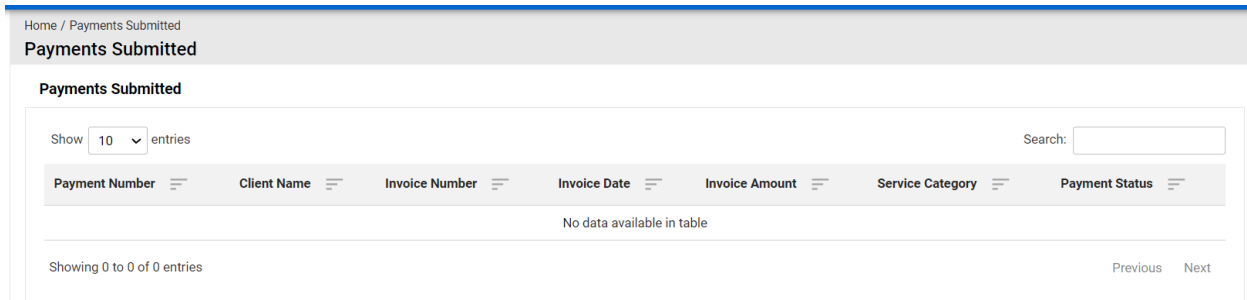 Home / Payments Submitted
Payments Submitted
Payments Submitted
Show 10 entries Search:
Payment Number Client Name Invoice Number Invoice Date Invoice Amount Service Category Payment Status
No data available in table
Showing 0 to 0 of 0 entries Previous Next